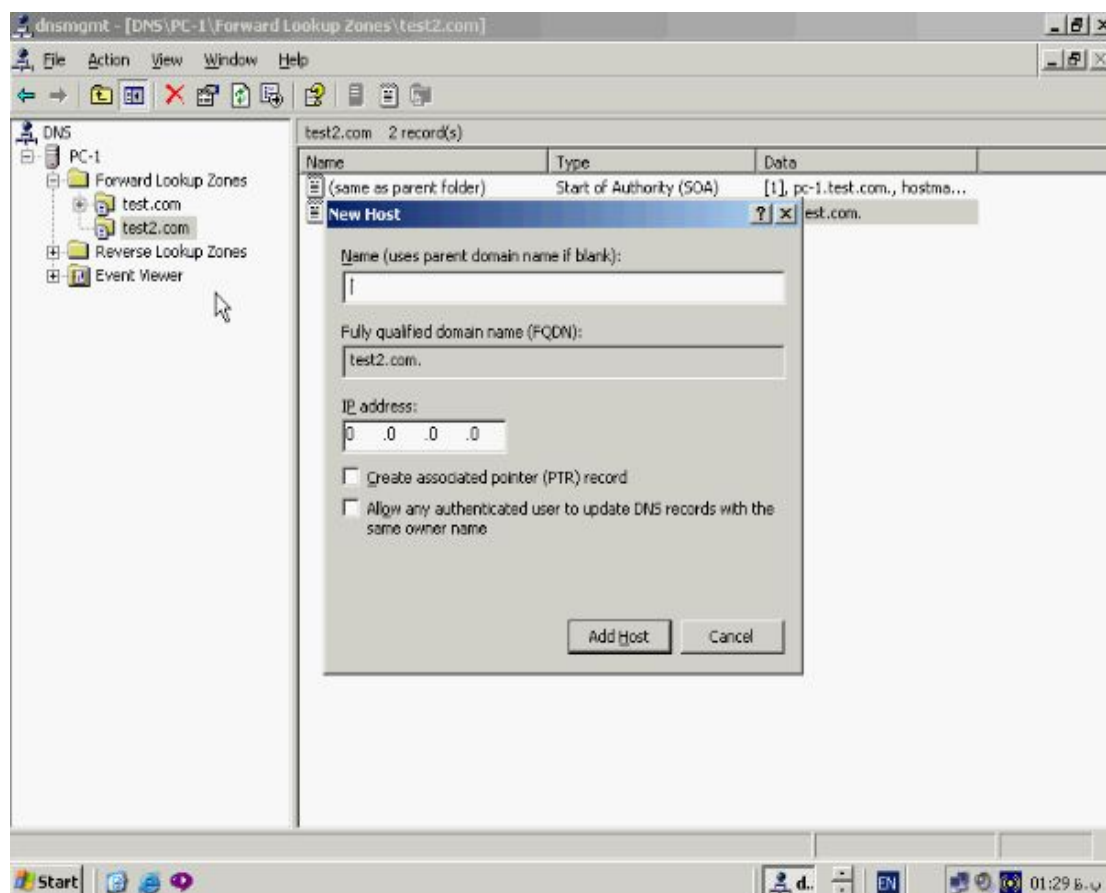 dnsmgmt - [DNS\PC-1\Forward Lookup Zones\test2.com]
File Action View Window Help
DNS
PC-1
Forward Lookup Zones
test.com
test2.com
Reverse Lookup Zones
Event Viewer
test2.com 2 record(s)
Name Type Data
(same as parent folder) Start of Authority (SOA) [1], pc-1.test.com., hostma...
est.com.
New Host
Name (uses parent domain name if blank):
Fully qualified domain name (FQDN):
test2.com.
IP address:
0 .0 .0 .0
Create associated pointer (PTR) record
Allow any authenticated user to update DNS records with the
same owner name
Add Host Cancel
Start d.. EN 01:29 ب.ظ